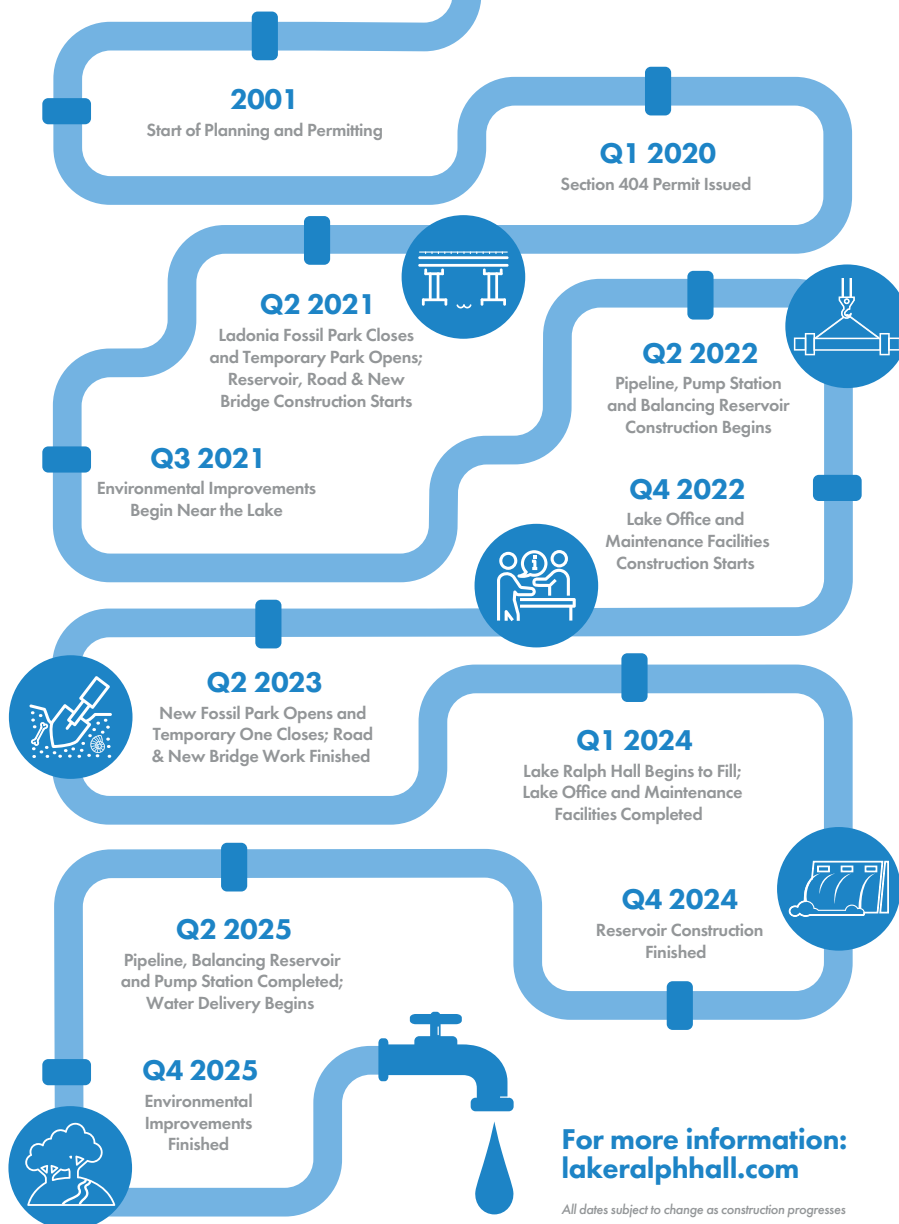 2001
Start of Planning and Permitting
Q1 2020
Section 404 Permit Issued
Q2 2021
Ladonia Fossil Park Closes
and Temporary Park Opens;
Reservoir, Road & New
Bridge Construction Starts
Q3 2021
Environmental Improvements
Begin Near the Lake
Q2 2022
Pipeline, Pump Station
and Balancing Reservoir
Construction Begins
Q4 2022
Lake Office and
Maintenance Facilities
Construction Starts
i
Q2 2023
New Fossil Park Opens and
Temporary One Closes; Road
& New Bridge Work Finished
Q1 2024
Lake Ralph Hall Begins to Fill;
Lake Office and Maintenance
Facilities Completed
Q4 2024
Reservoir Construction
Finished
Q2 2025
Pipeline, Balancing Reservoir
and Pump Station Completed;
Water Delivery Begins
Q4 2025
Environmental
Improvements
Finished
For more information:
lakeralphhall.com
All dates subject to change as construction progresses